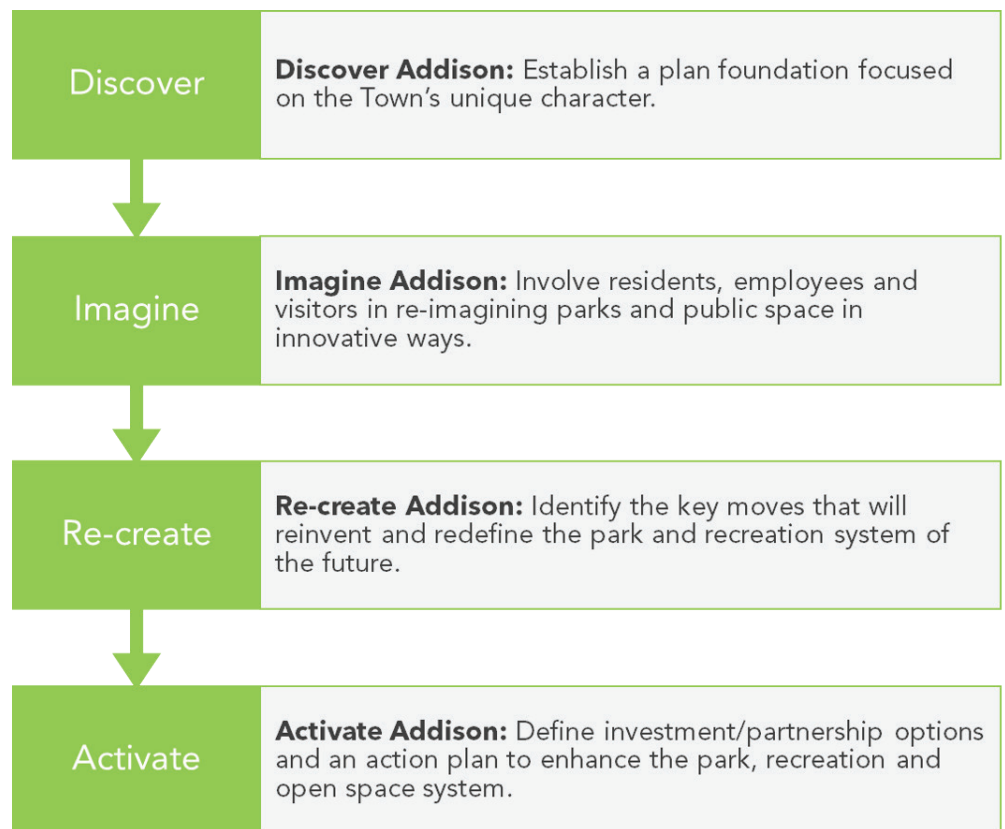 Discover
Discover Addison: Establish a plan foundation focused
on the Town’s unique character.
Imagine
Imagine Addison: Involve residents, employees and
visitors in re-imagining parks and public space in
innovative ways.
Re-create
Re-create Addison: Identify the key moves that will
reinvent and redefine the park and recreation system of
the future.
Activate
Activate Addison: Define investment/partnership options
and an action plan to enhance the park, recreation and
open space system.